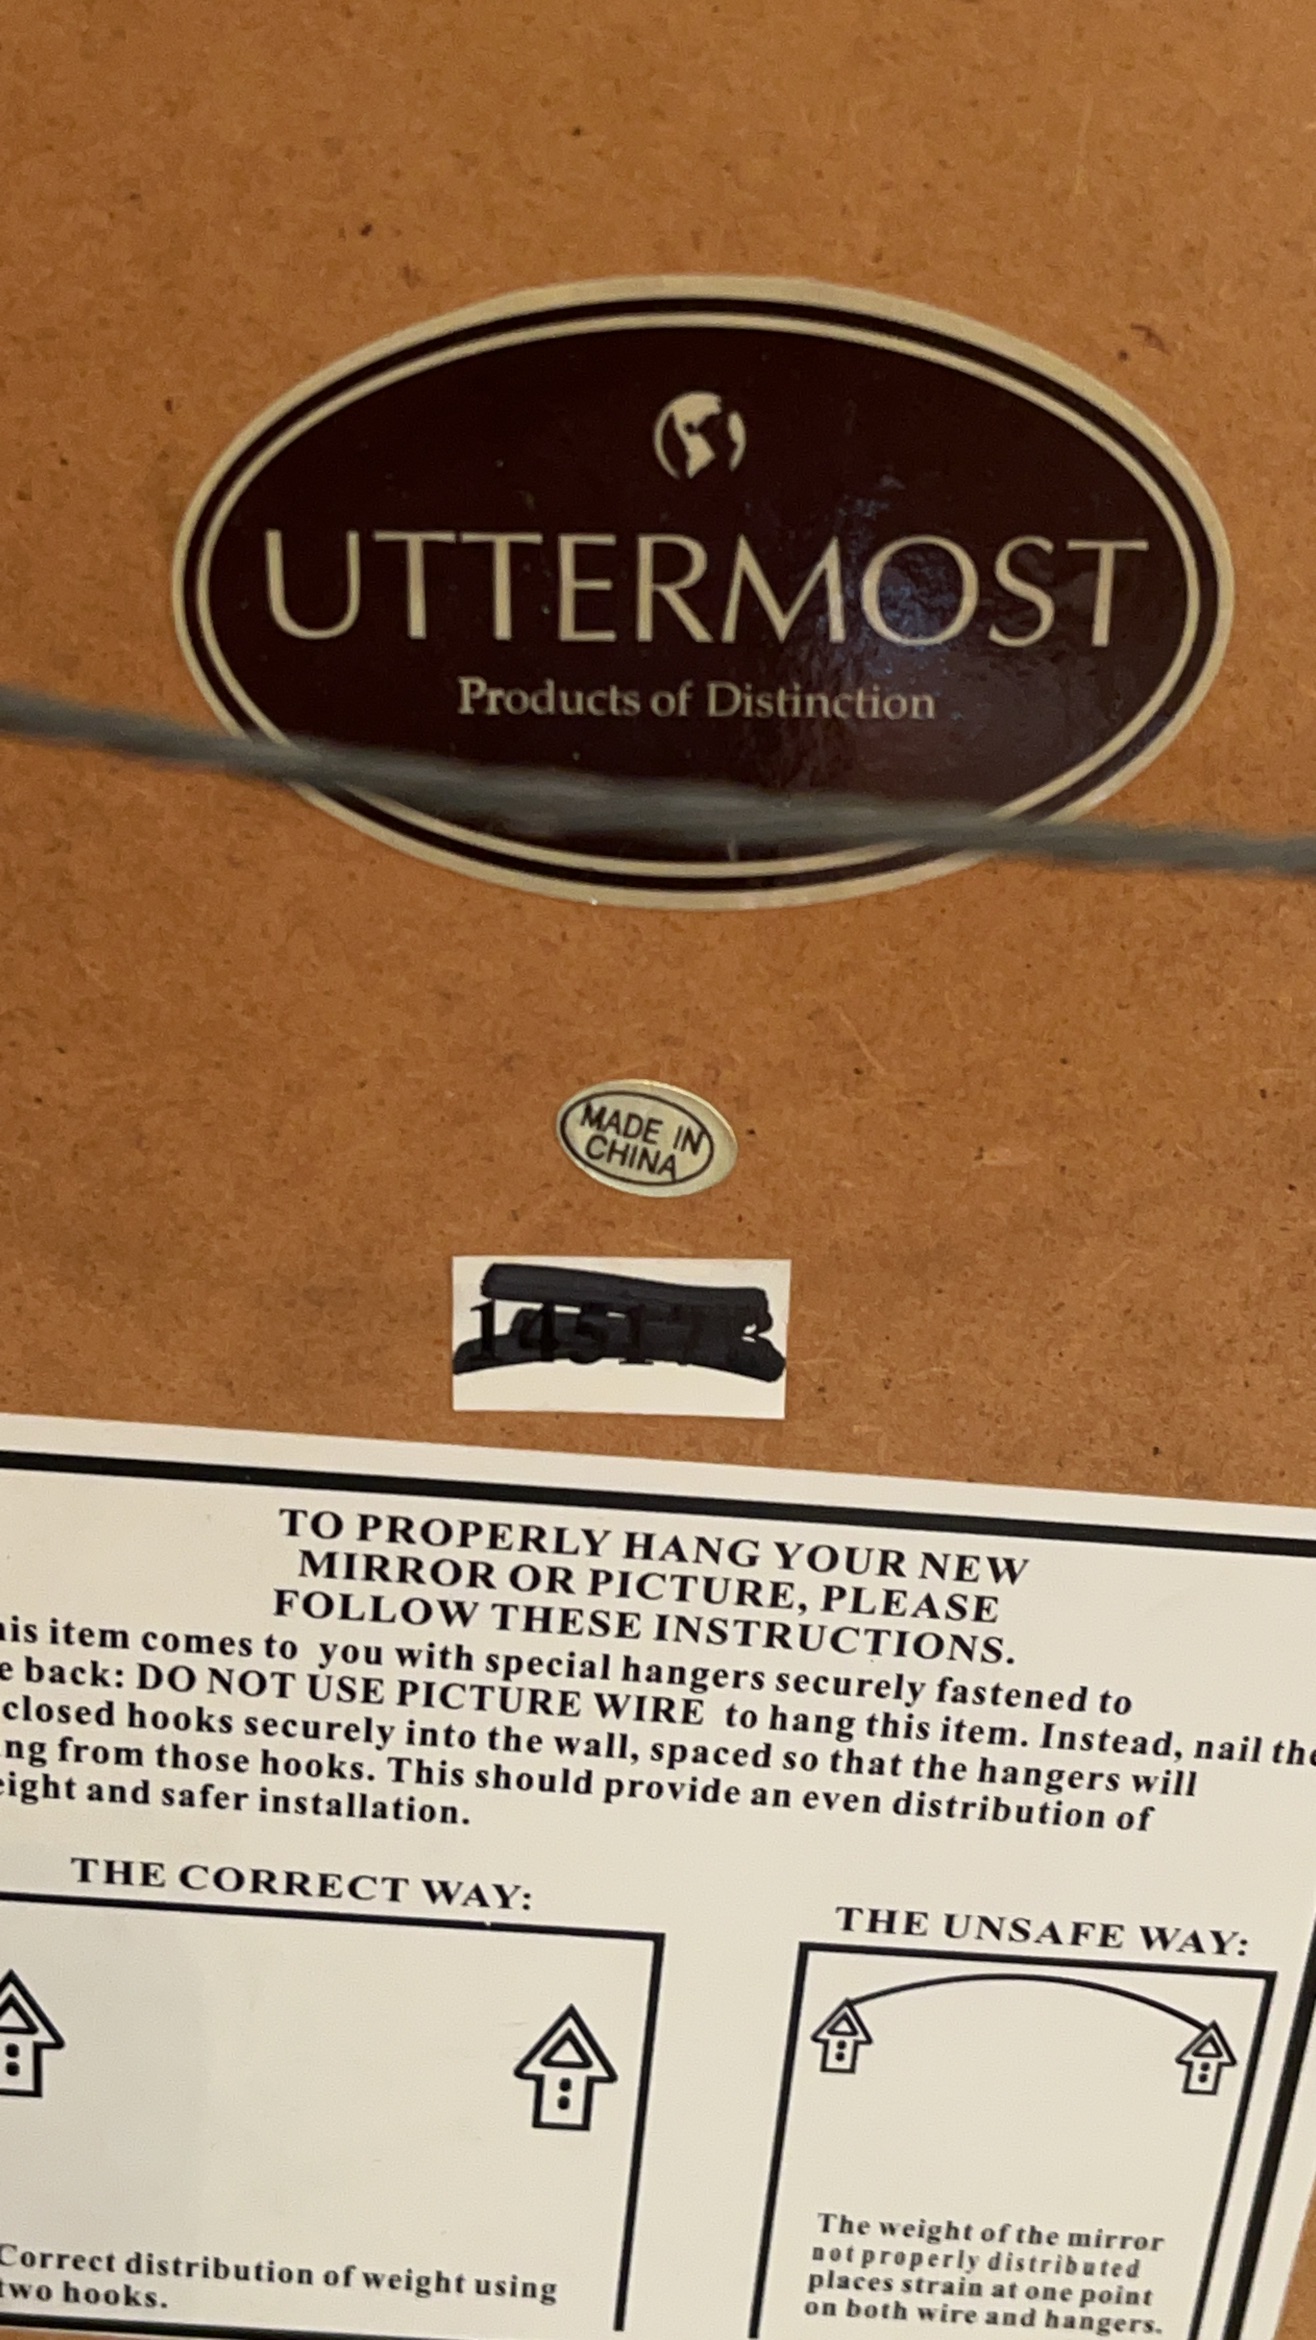 UTTERMOST
Products of Distinction
MADE IN
CHINA
TO PROPERLY HANG YOUR NEW
MIRROR OR PICTURE, PLEASE
FOLLOW THESE INSTRUCTIONS.
his item comes to you with special hangers securely fastened to
e back: DO NOT USE PICTURE WIRE to hang this item. Instead, nail the
closed hooks securely into the wall, spaced so that the hangers will
ng from those hooks. This should provide an even distribution of
eight and safer installation.
THE CORRECT WAY:
THE UNSAFE WAY:
Correct distribution of weight using
two hooks.
The weight of the mirror
not properly distributed
places strain at one point
on both wire and hangers.